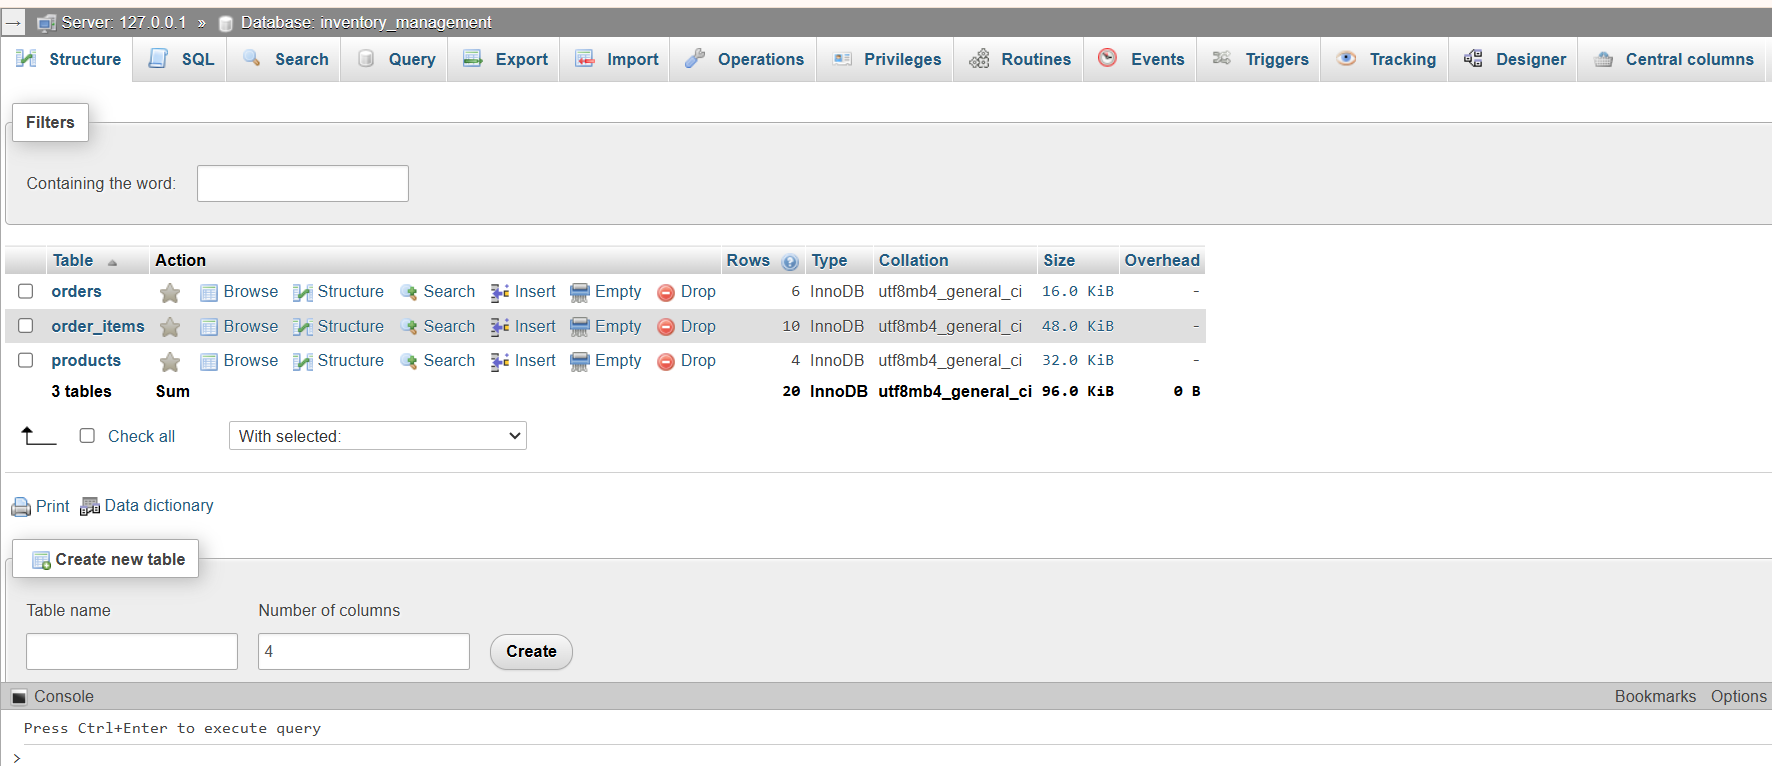 Server: 127.0.0.1 » Database: inventory_management
Structure SQL Search Query Export Import Operations Privileges Routines Events Triggers Tracking Designer Central columns
Filters
Containing the word:
Table Action Rows Type Collation Size Overhead
orders Browse Structure Search Insert Empty Drop 6 InnoDB utf8mb4_general_ci 16.0 KiB -
order_items Browse Structure Search Insert Empty Drop 10 InnoDB utf8mb4_general_ci 48.0 KiB -
products Browse Structure Search Insert Empty Drop 4 InnoDB utf8mb4_general_ci 32.0 KiB -
3 tables Sum 20 InnoDB utf8mb4_general_ci 96.0 KiB 0 B
Check all With selected:
Print Data dictionary
Create new table
Table name Number of columns
4 Create
Console Bookmarks Options
Press Ctrl+Enter to execute query
>